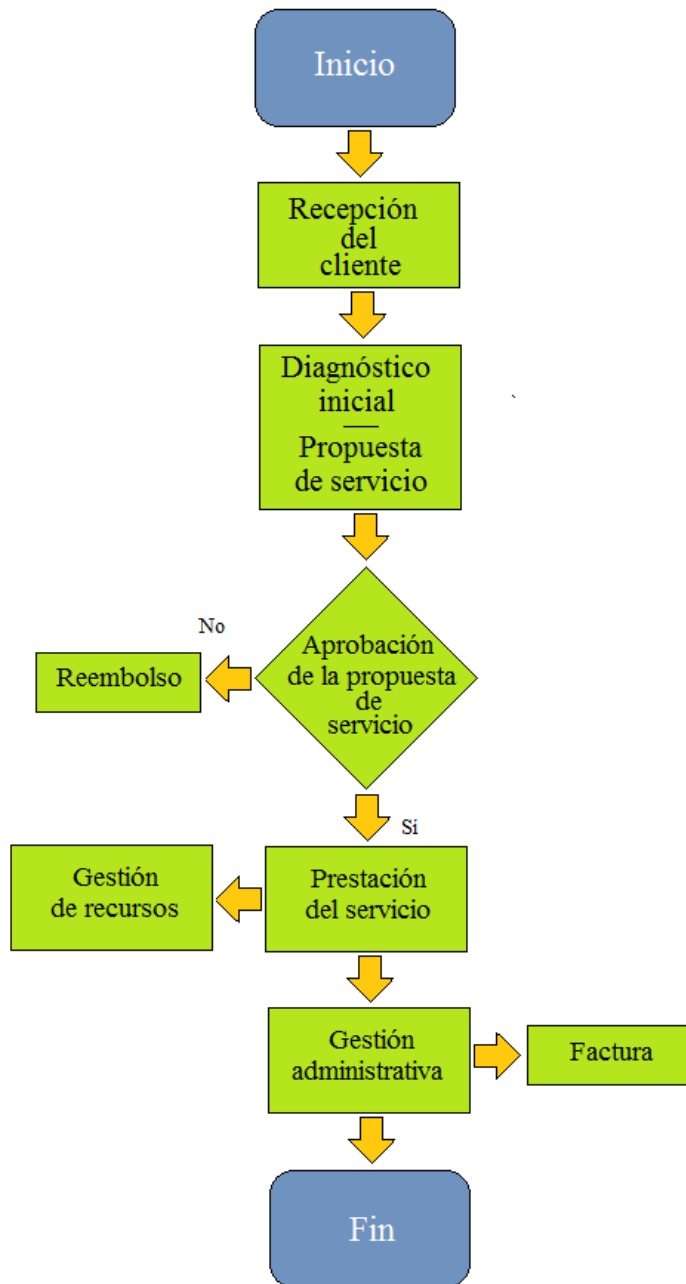 Inicio
Recepción
del
cliente
Diagnóstico
inicial
Propuesta
de servicio
No
Aprobación
de la propuesta
de
servicio
Reembolso
Si
Gestión
de recursos
Prestación
del servicio
Gestión
administrativa
Factura
Fin